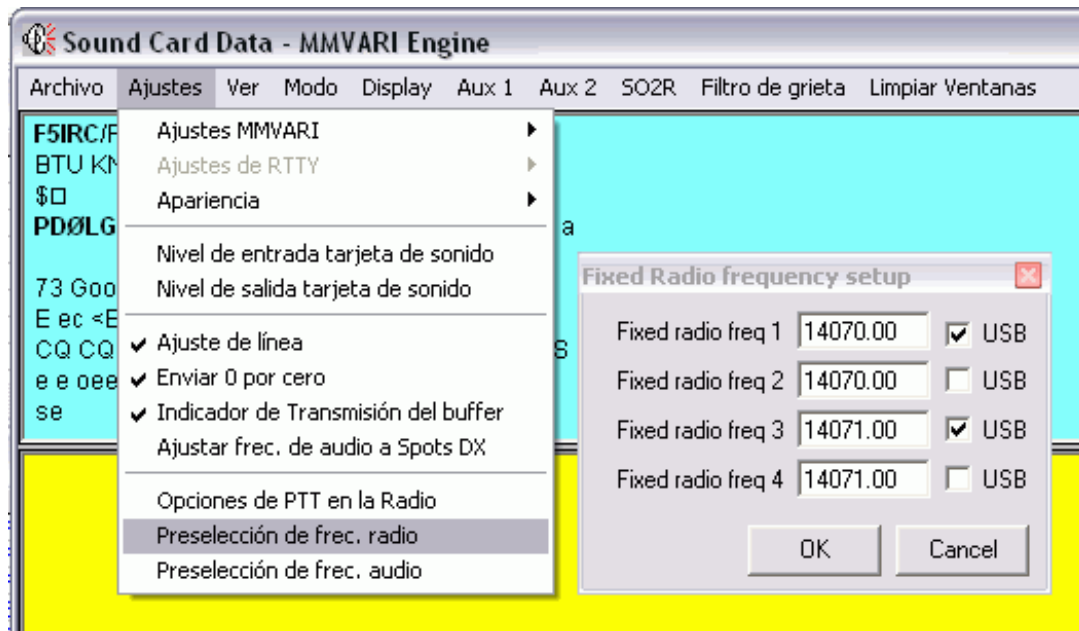 Sound Card Data - MMVARI Engine
Archivo Ajustes Ver Modo Display Aux 1 Aux 2 SO2R Filtro de grieta Limpiar Ventanas
F5IRC/
BTU
$□
PDØLG
a
73 Goo
E ec <E
CQ CQ
S
e e oee
se
Ajustes MMVARI
Ajustes de RTTY
Apariencia
Nivel de entrada tarjeta de sonido
Nivel de salida tarjeta de sonido
Ajuste de línea
Enviar 0 por cero
Indicador de Transmisión del buffer
Ajustar frec. de audio a Spots DX
Opciones de PTT en la Radio
Preselección de frec. radio
Preselección de frec. audio
Fixed Radio frequency setup
Fixed radio freq 1 14070.00 USB
Fixed radio freq 2 14070.00 USB
Fixed radio freq 3 14071.00 USB
Fixed radio freq 4 14071.00 USB
OK Cancel